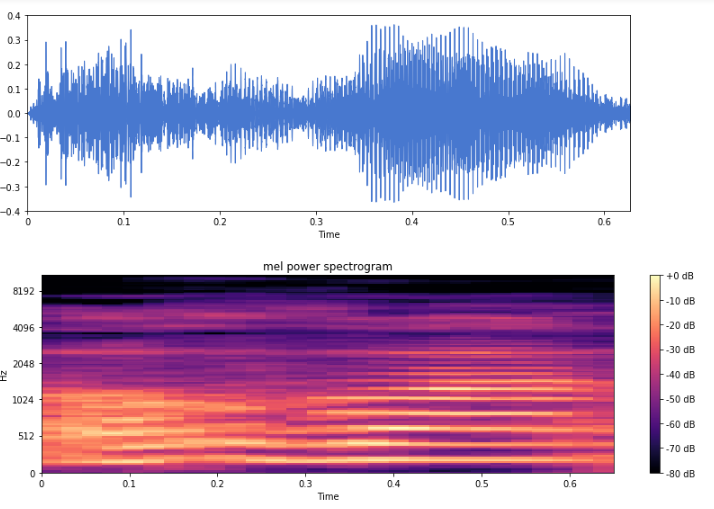 0.4
0.3
0.2
0.1
0.0
−0.1
−0.2
−0.3
−0.4
0 0.1 0.2 0.3 0.4 0.5 0.6
Time
mel power spectrogram
8192
4096
2048
1024
512
0
Hz
0 0.1 0.2 0.3 0.4 0.5 0.6
Time
+0 dB
-10 dB
-20 dB
-30 dB
-40 dB
-50 dB
-60 dB
-70 dB
-80 dB